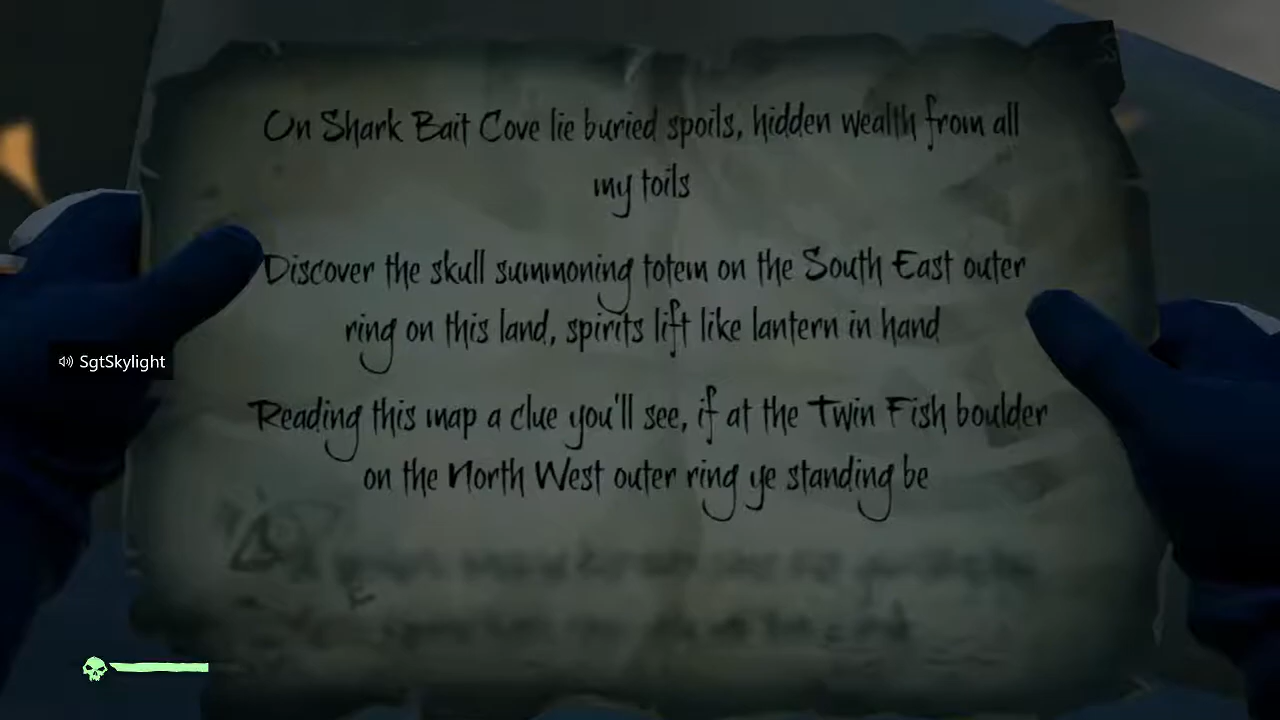 On Shark Bait Cove lie buried spoils, hidden wealth from all
my toils
Discover the skull summoning totem on the South East outer
ring on this land, spirits lift like lantern in hand
SgtSkylight
Reading this map a clue you'll see, if at the Twin Fish boulder
on the North West outer ring ye standing be